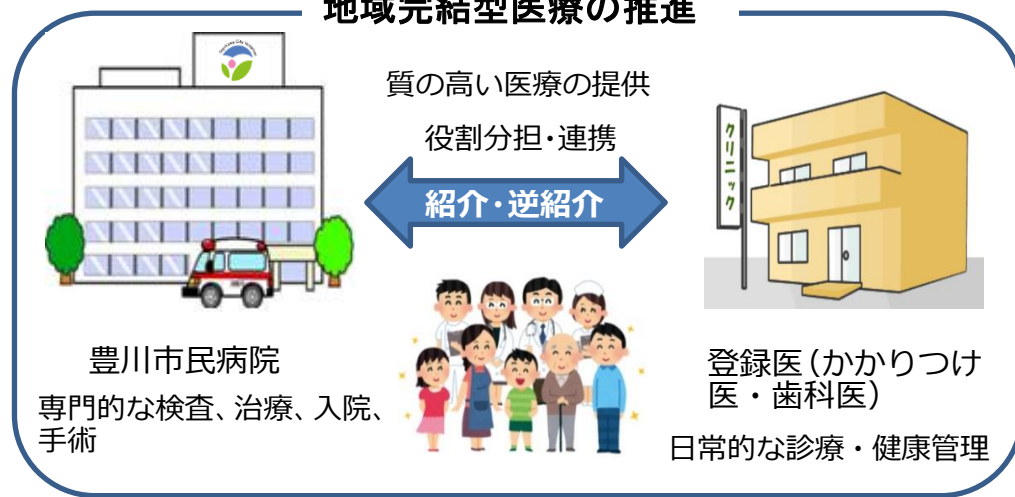 地域完結型医療の推進
質の高い医療の提供
役割分担・連携
紹介・逆紹介
クリニック
豊川市民病院
専門的な検査、治療、入院、
手術
登録医（かかりつけ
医・歯科医）
日常的な診療・健康管理